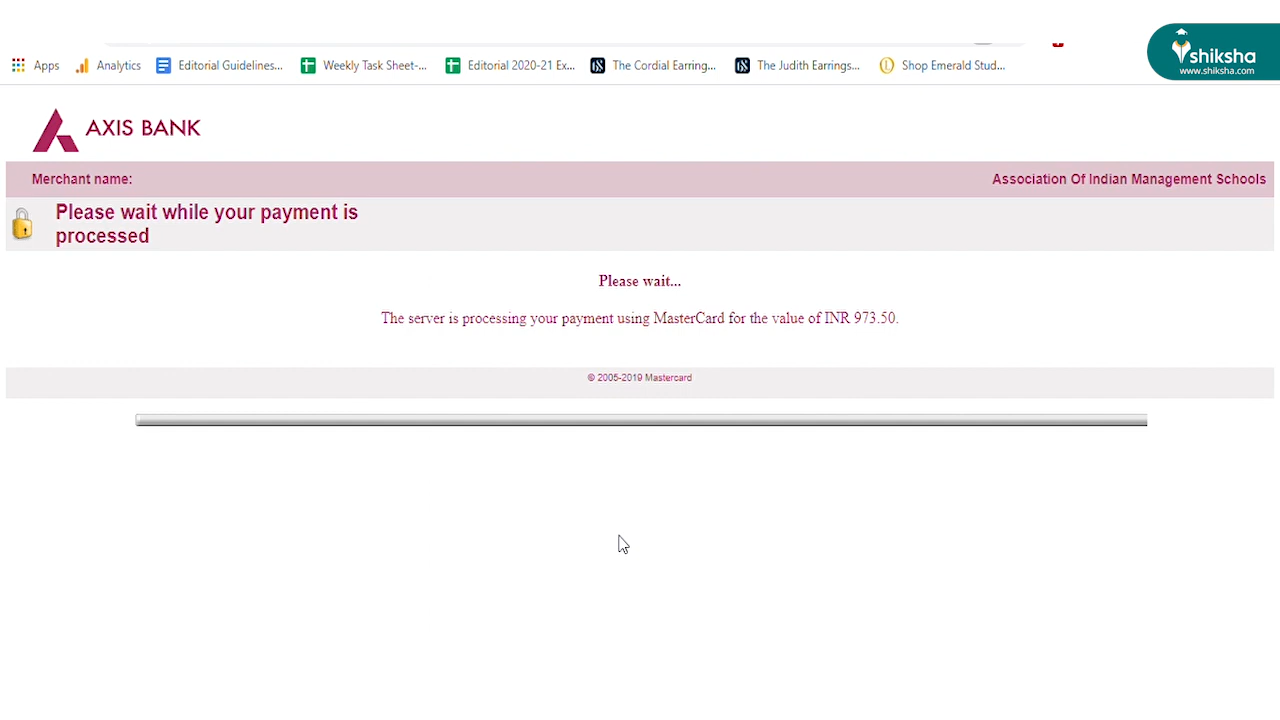 shiksha
www.shiksha.com
Apps Analytics Editorial Guidelines... Weekly Task Sheet-... Editorial 2020-21 Ex... The Cordial Earring... The Judith Earrings... Shop Emerald Stud...
AXIS BANK
Merchant name: Association Of Indian Management Schools
Please wait while your payment is
processed
Please wait...
The server is processing your payment using MasterCard for the value of INR 973.50.
© 2005-2019 Mastercard